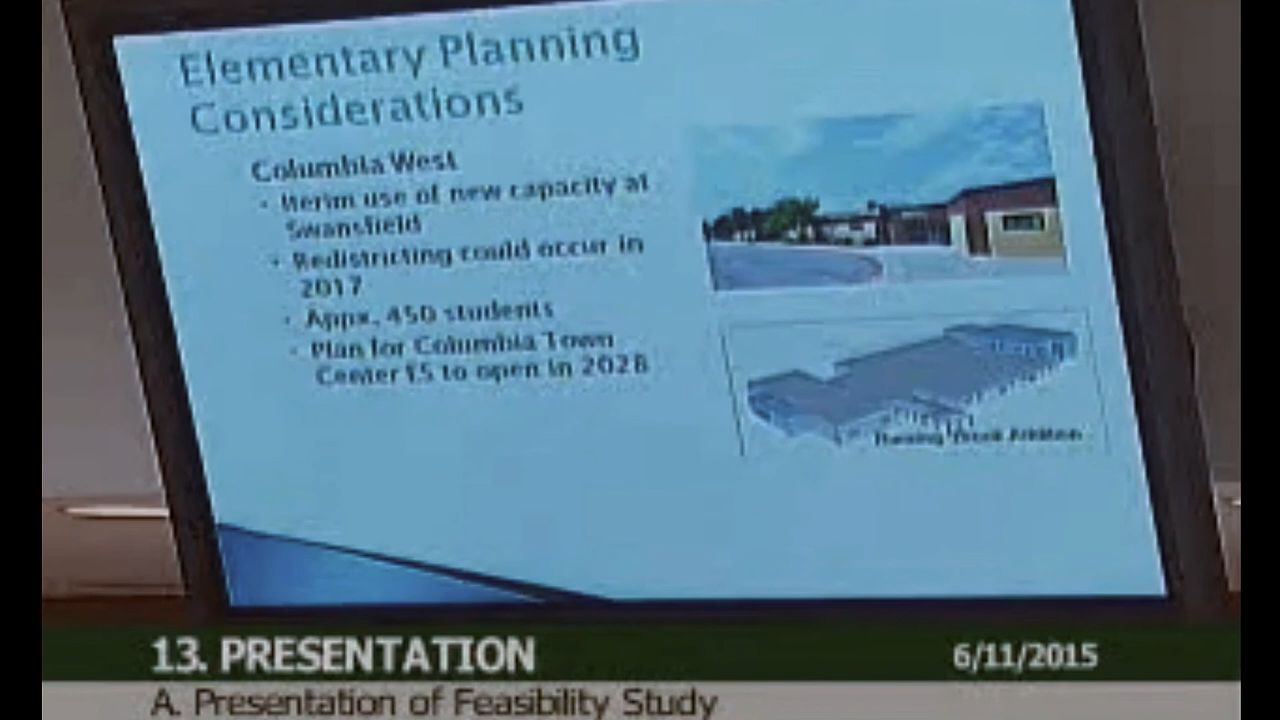 Elementary Planning
Considerations
Columbia West
• Iterim use of new capacity at
Swansfield
• Redistricting could occur in
2017
• Appx. 450 students
• Plan for Columbia Town
Center ES to open in 2028
Addition
13. PRESENTATION
6/11/2015
A. Presentation of Feasibility Study